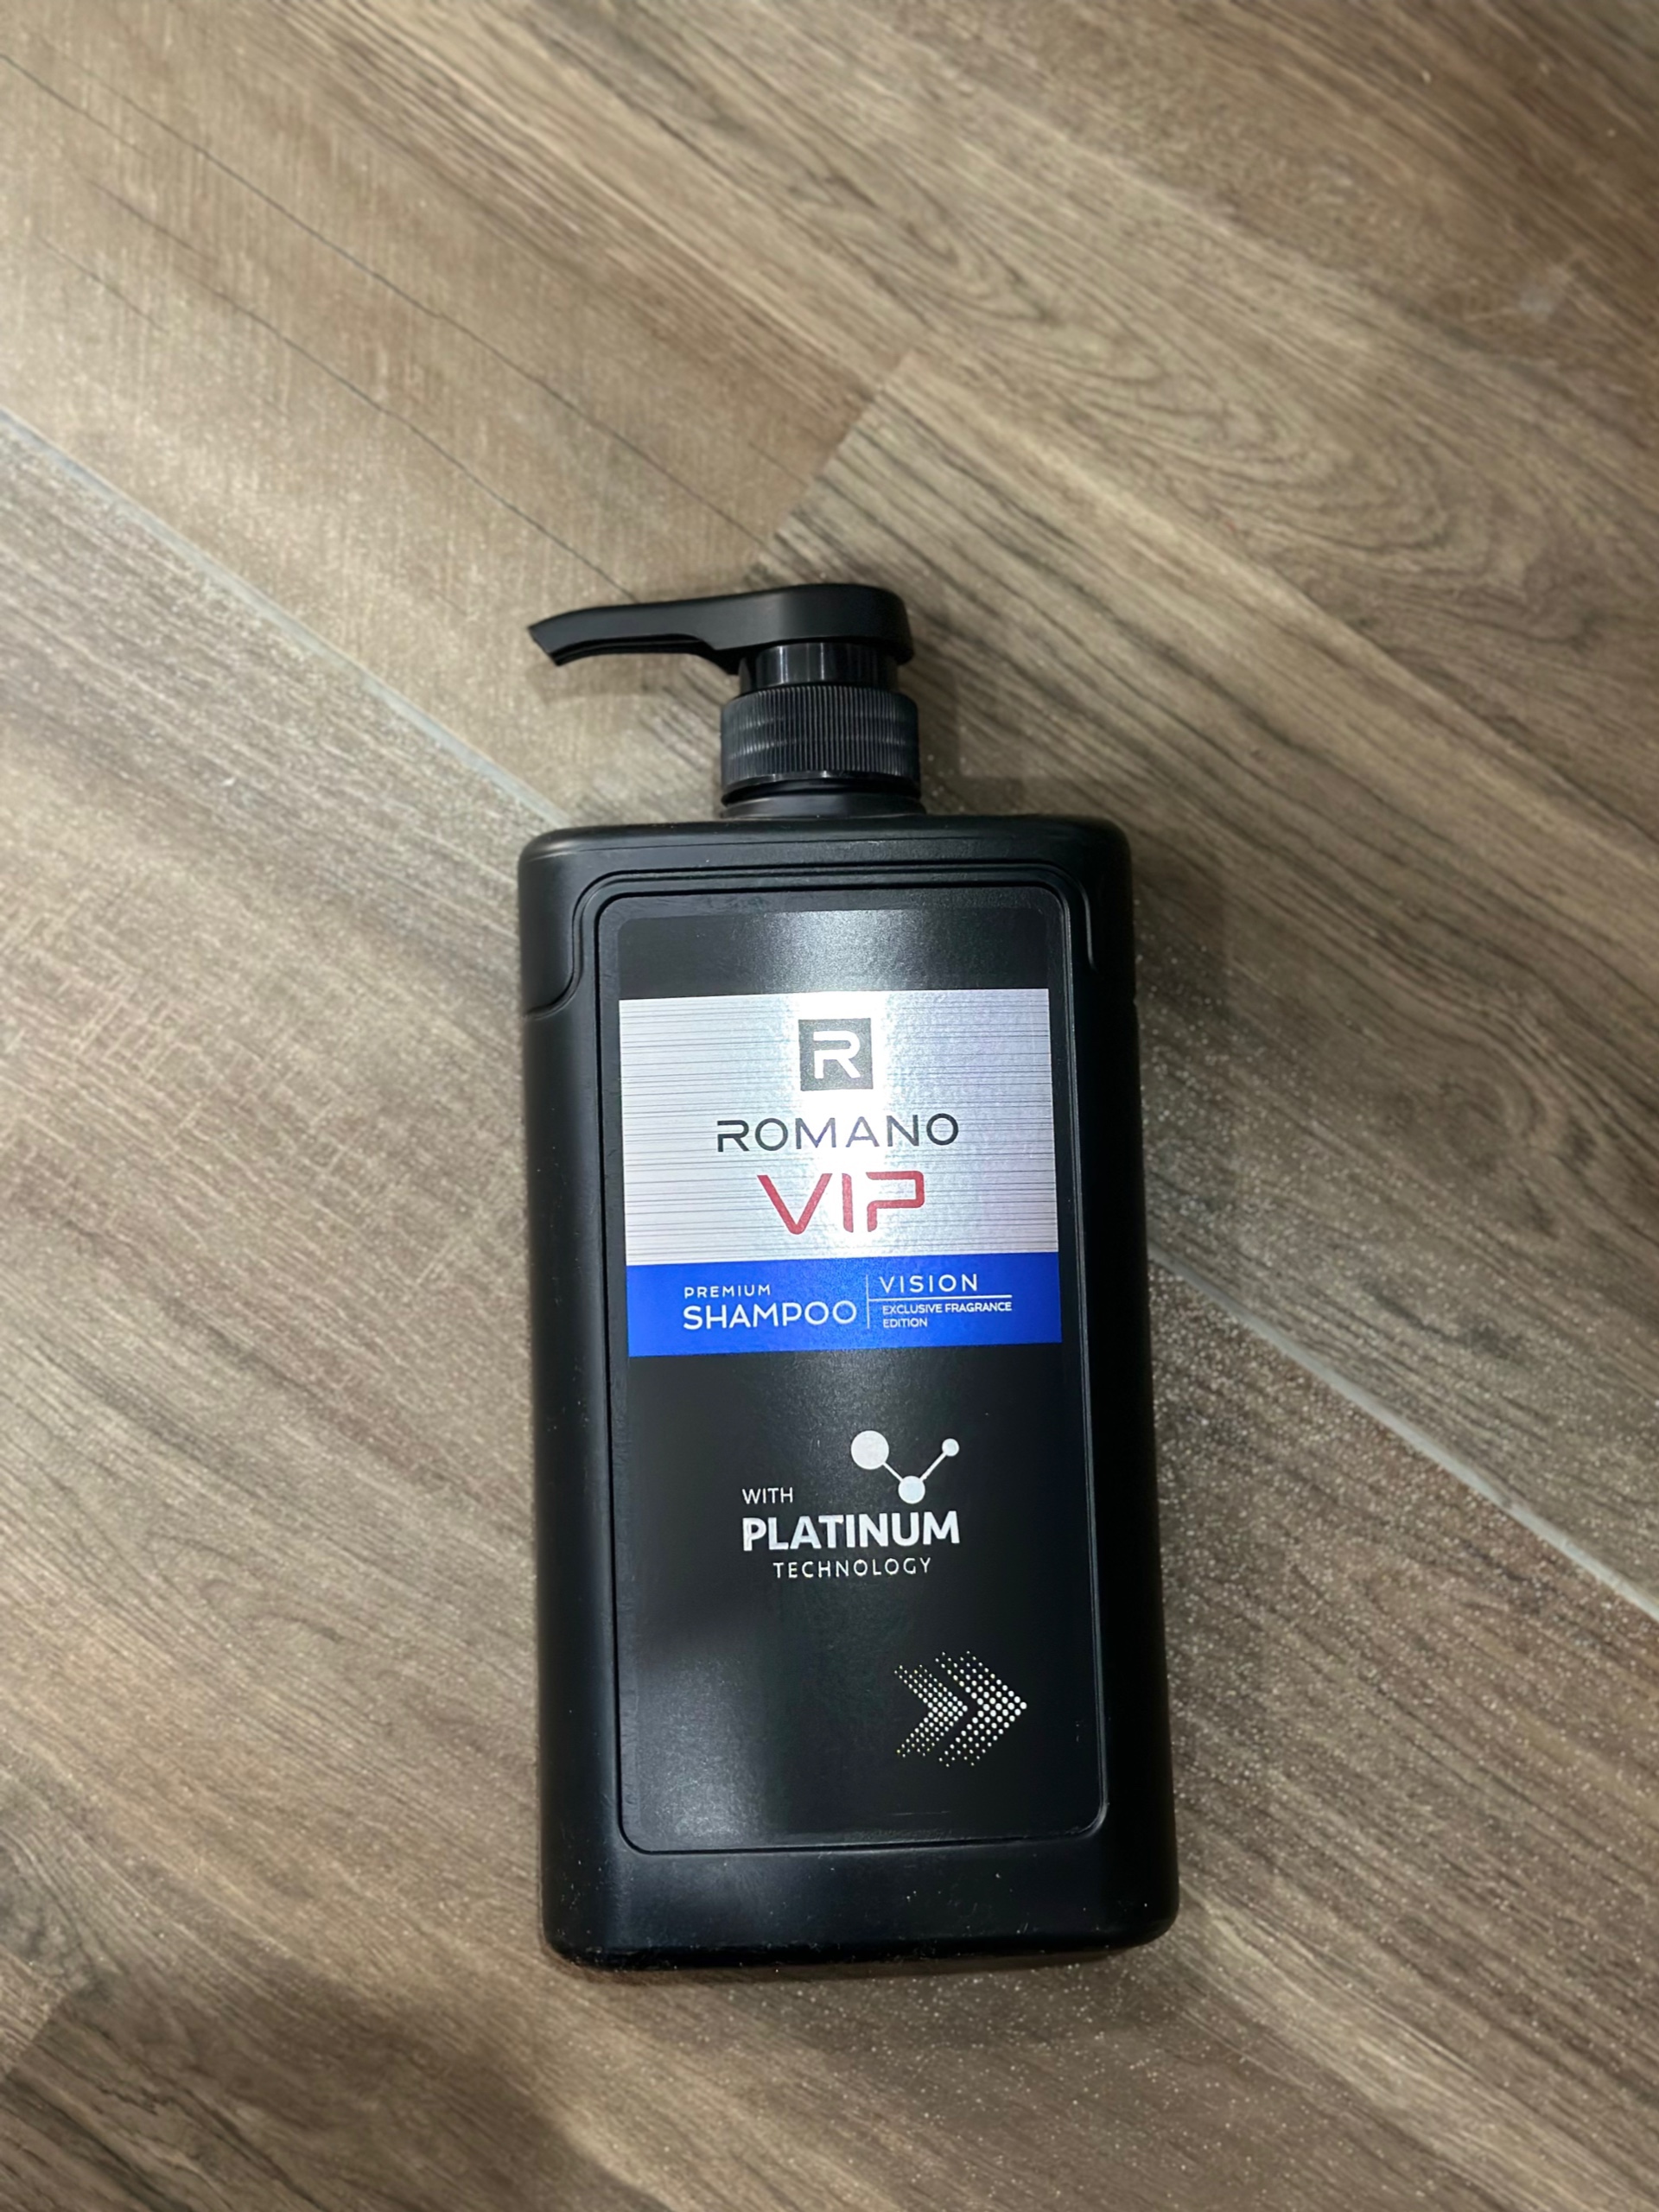 R
ROMANO
VIP
PREMIUM
SHAMPOO
VISION
EXCLUSIVE FRAGRANCE
EDITION
WITH
PLATINUM
TECHNOLOGY